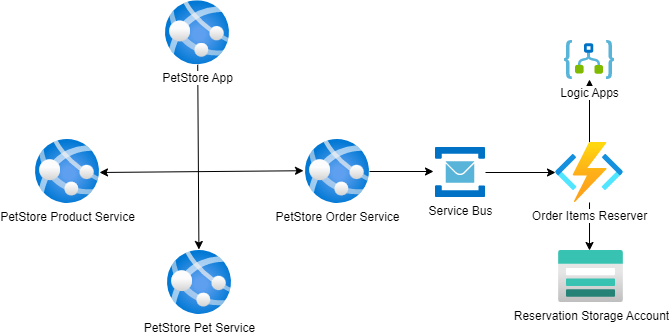 PetStore App
Logic Apps
PetStore Product Service
PetStore Order Service
Service Bus
Order Items Reserver
PetStore Pet Service
Reservation Storage Account